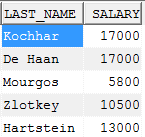 LAST_NAME SALARY
Kochhar 17000
De Haan 17000
Mourgos 5800
Zlotkey 10500
Hartstein 13000